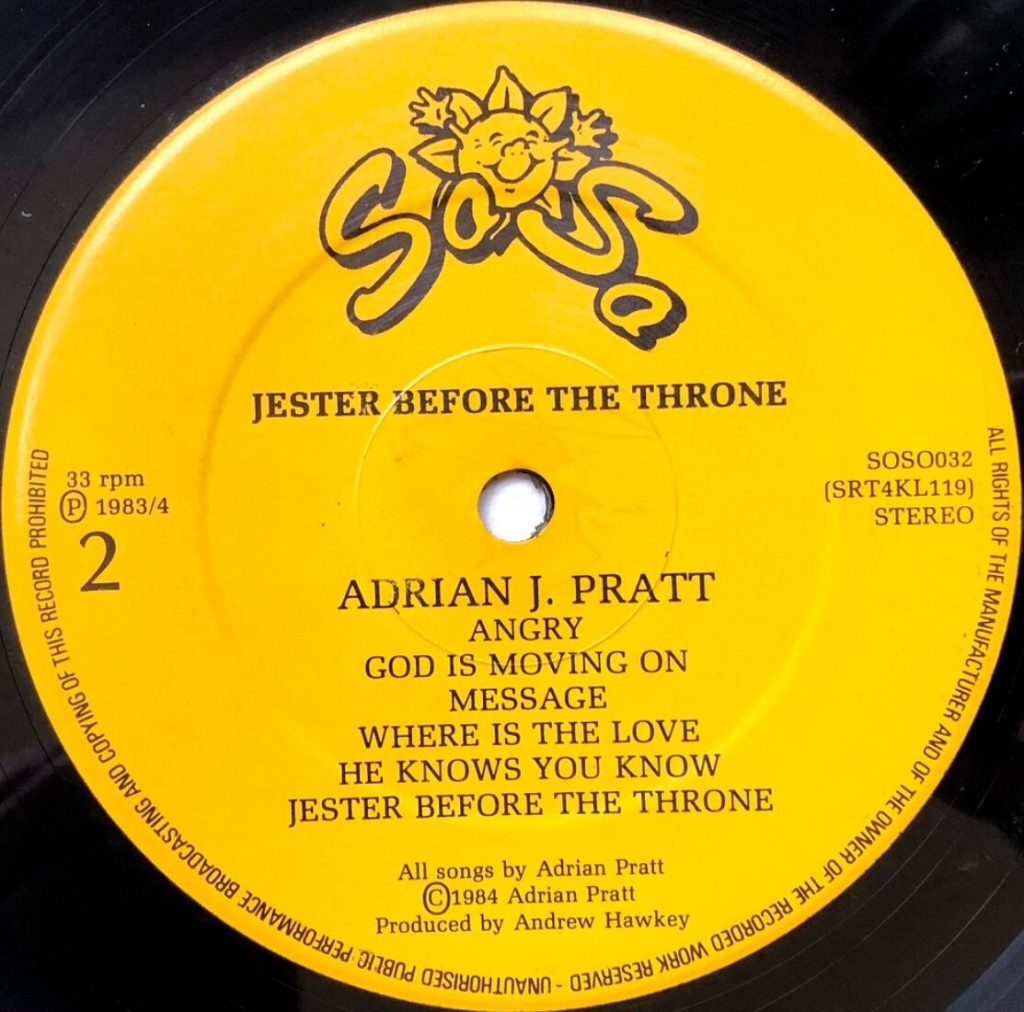 SoSo
JESTER BEFORE THE THRONE
33 rpm
Ⓟ 1983/4
2
SOSO032
(SRT4KL119)
STEREO
ADRIAN J. PRATT
ANGRY
GOD IS MOVING ON
MESSAGE
WHERE IS THE LOVE
HE KNOWS YOU KNOW
JESTER BEFORE THE THRONE
All songs by Adrian Pratt
©1984 Adrian Pratt
Produced by Andrew Hawkey
ALL RIGHTS OF THE MANUFACTURER AND OF THE OWNER OF THE RECORDED WORK RESERVED - UNAUTHORISED PUBLIC PERFORMANCE BROADCASTING AND COPYING OF THIS RECORD PROHIBITED